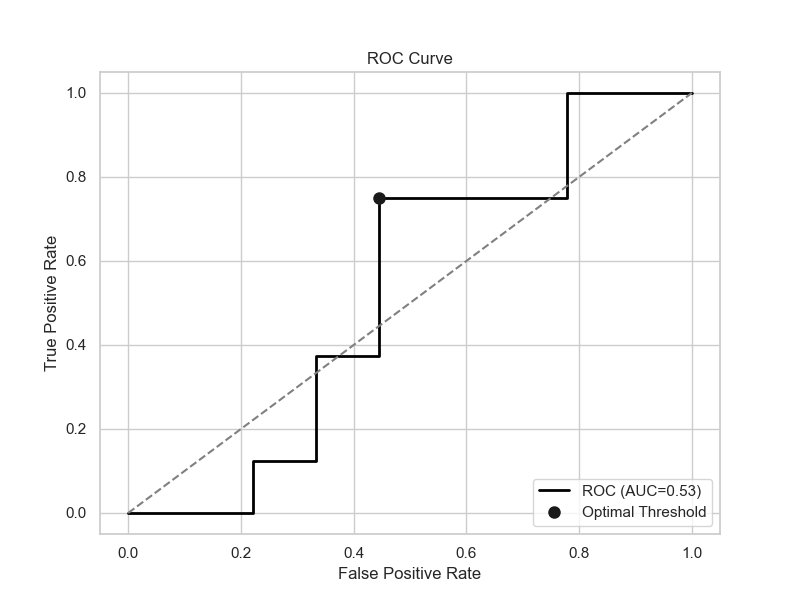 ROC Curve
1.0
0.8
0.6
0.4
0.2
0.0
True Positive Rate
0.0 0.2 0.4 0.6 0.8 1.0
False Positive Rate
ROC (AUC=0.53)
Optimal Threshold